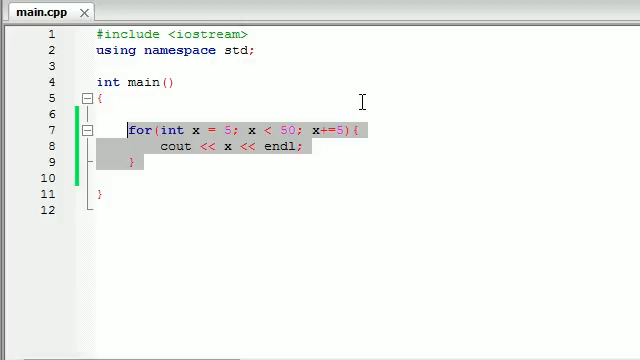 main.cpp
1 #include <iostream>
2 using namespace std;
3
4 int main()
5 {
6
7 for(int x = 5; x < 50; x+=5){
8 cout << x << endl;
9 }
10
11 }
12